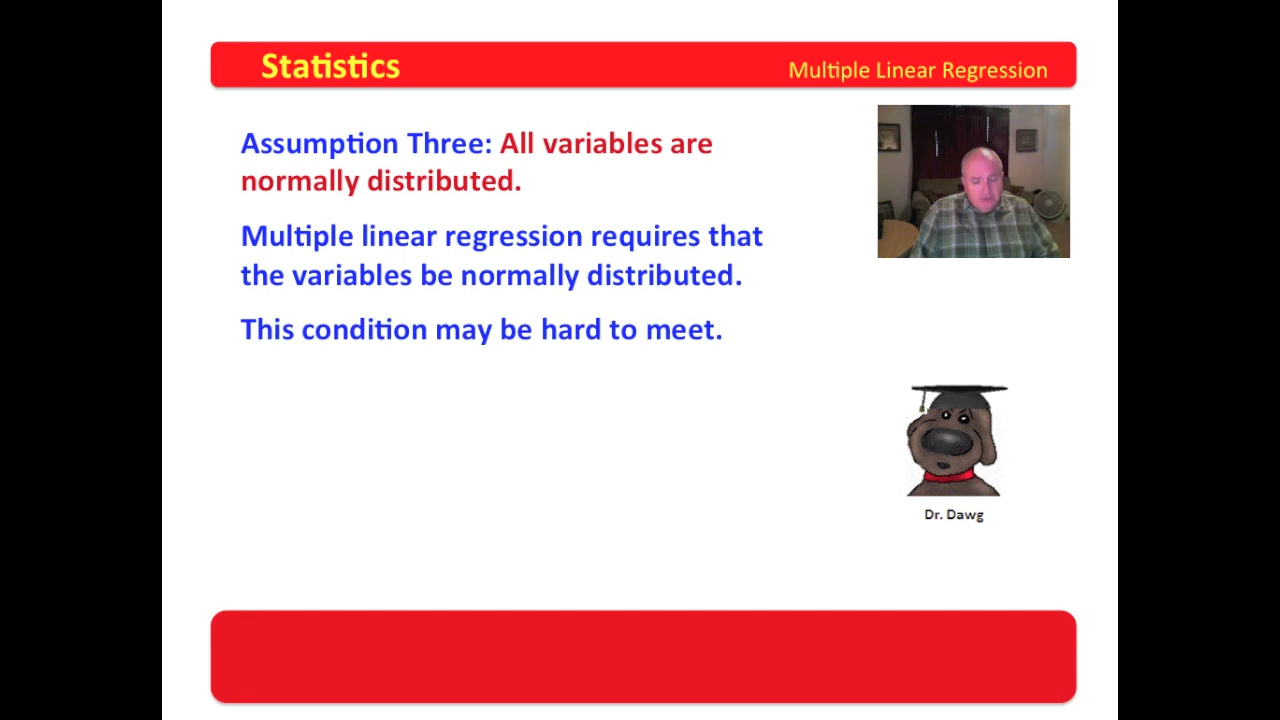 Statistics
Multiple Linear Regression
Assumption Three: All variables are
normally distributed.
Multiple linear regression requires that
the variables be normally distributed.
This condition may be hard to meet.
Dr. Dawg